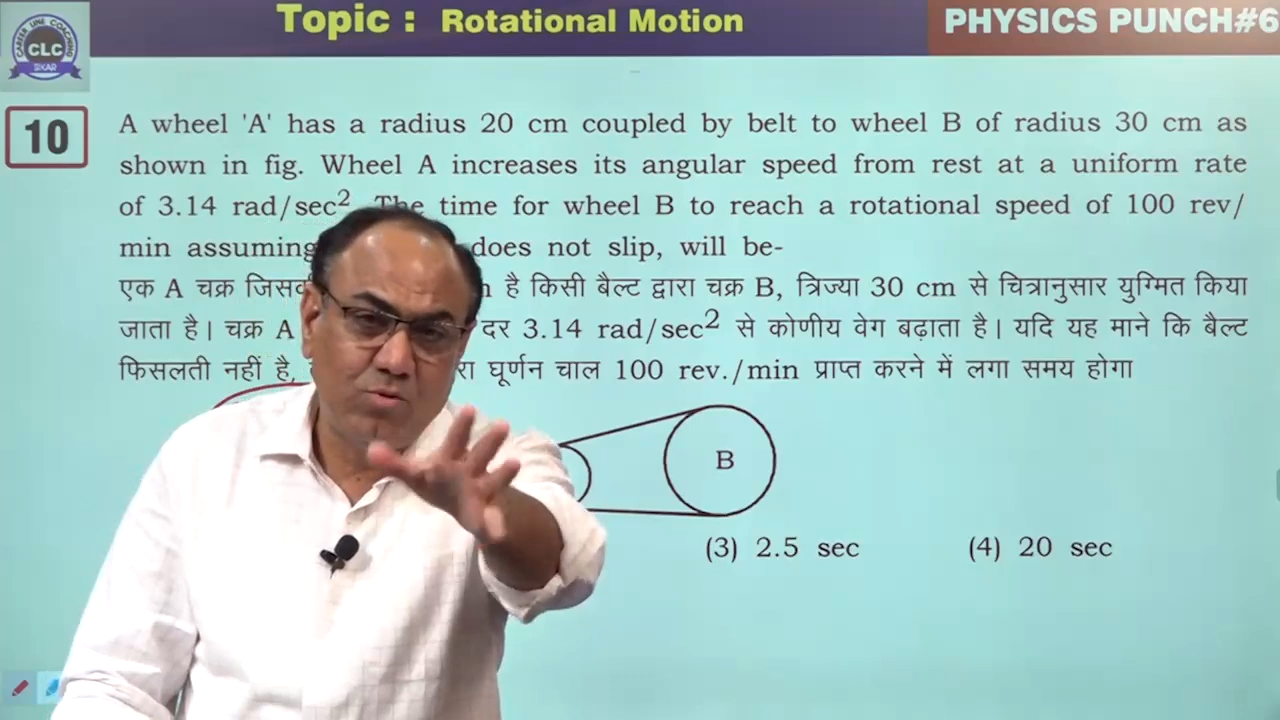 Topic : Rotational Motion
PHYSICS PUNCH#6
CAREER LINE COACHING
CLC
SIKAR
10
A wheel 'A' has a radius 20 cm coupled by belt to wheel B of radius 30 cm as
shown in fig. Wheel A increases its angular speed from rest at a uniform rate
of 3.14 rad/sec² The time for wheel B to reach a rotational speed of 100 rev/
min assuming does not slip, will be-
एक A चक्र है किसी बैल्ट द्वारा चक्र B, त्रिज्या 30 cm से चित्रानुसार युग्मित किया
जाता है। चक्र A दर 3.14 rad/sec² से कोणीय वेग बढ़ाता है। यदि यह माने कि बैल्ट
फिसलती नहीं है, घूर्णन चाल 100 rev./min प्राप्त करने में लगा समय होगा
B
(3) 2.5 sec
(4) 20 sec